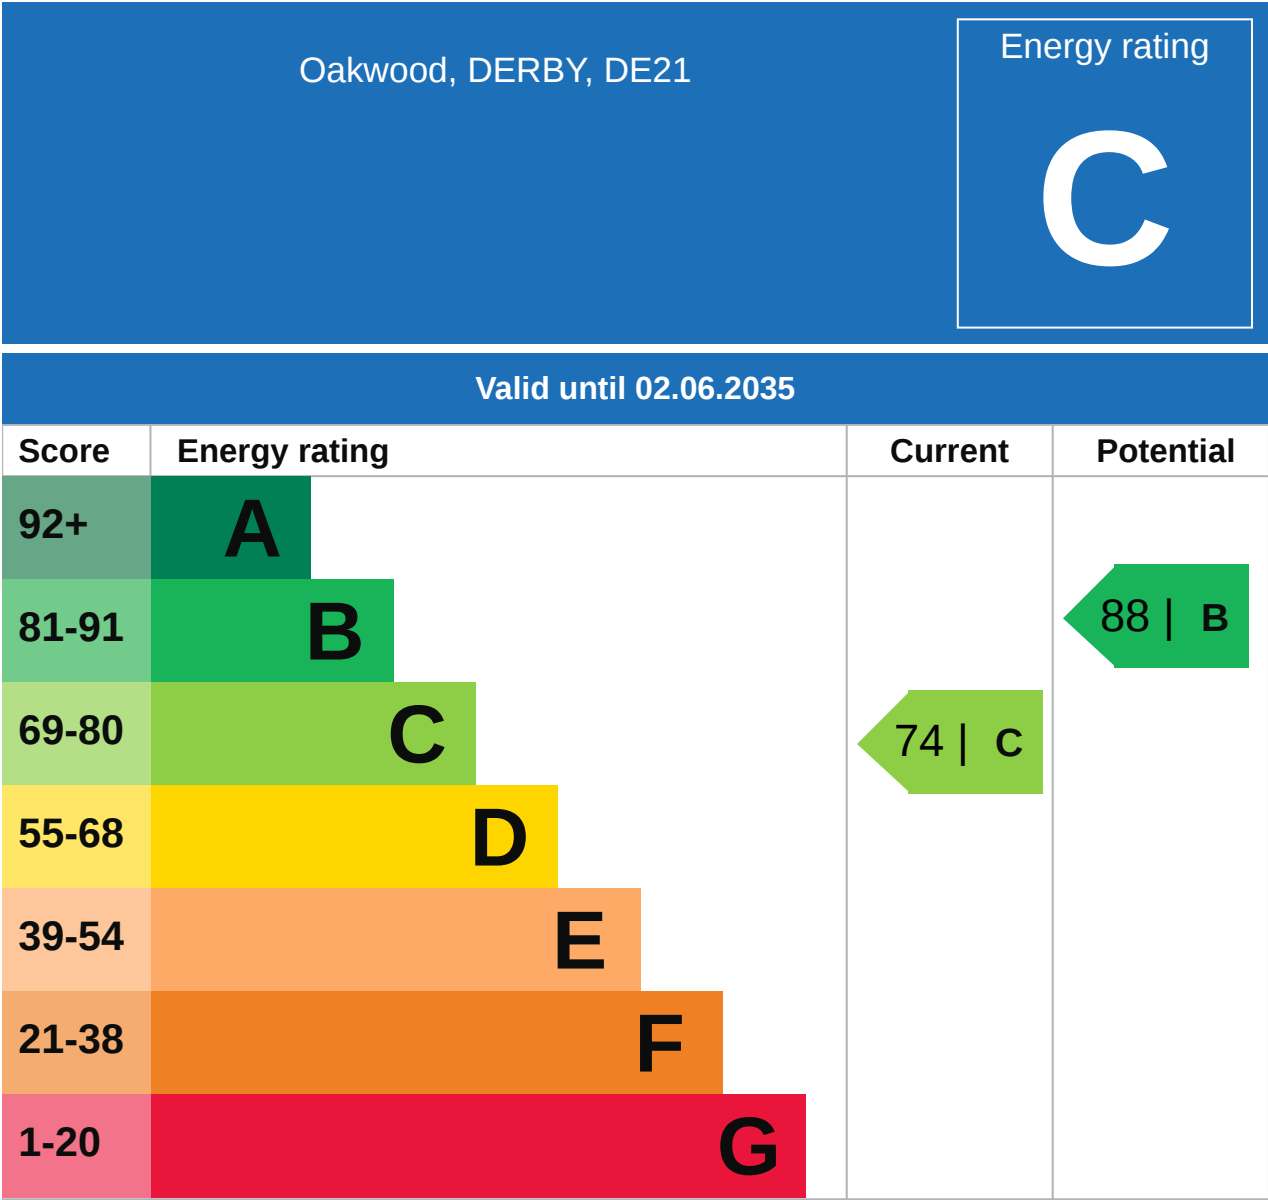 Oakwood, DERBY, DE21
Energy rating
C
Valid until 02.06.2035
Score Energy rating Current Potential
92+ A
81-91 B 88 | B
69-80 C 74 | C
55-68 D
39-54 E
21-38 F
1-20 G